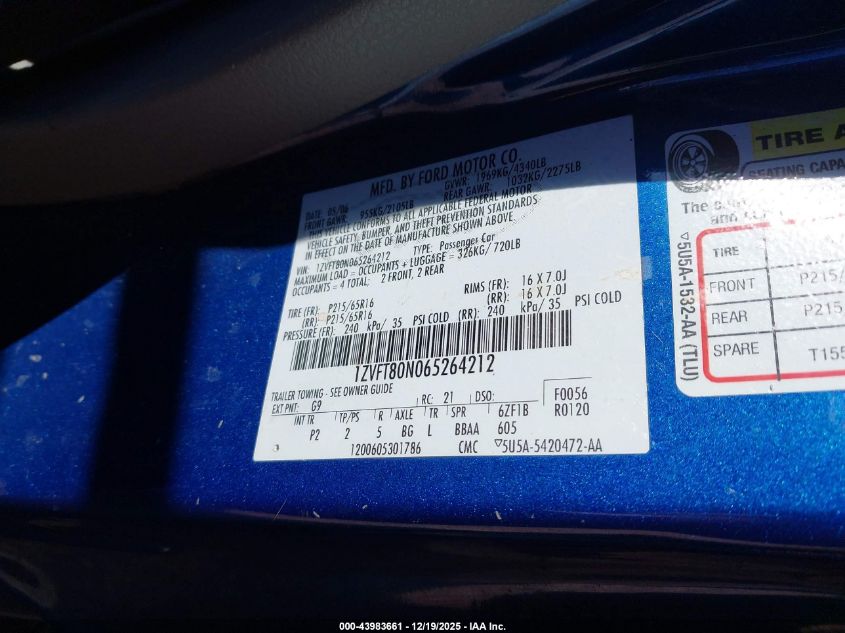 MFD. BY FORD MOTOR CO.
DATE: 05/06 GVWR: 1969KG/4340LB
FRONT GAWR: 955KG/2105LB REAR GAWR: 1032KG/2275LB
THIS VEHICLE CONFORMS TO ALL APPLICABLE FEDERAL MOTOR
VEHICLE SAFETY, BUMPER, AND THEFT PREVENTION STANDARDS
IN EFFECT ON THE DATE OF MANUFACTURE SHOWN ABOVE.
VIN: 1ZVFT80N065264212 TYPE: Passenger Car
MAXIMUM LOAD = OCCUPANTS + LUGGAGE = 326KG/720LB
OCCUPANTS = 4 TOTAL: 2 FRONT, 2 REAR
TIRE (FR): P215/65R16 RIMS (FR): 16 X 7.0J
(RR): P215/65R16 (RR): 16 X 7.0J
PRESSURE (FR): 240 kPa/ 35 PSI COLD (RR): 240 kPa/ 35 PSI COLD
1ZVFT80N065264212
TRAILER TOWING - SEE OWNER GUIDE
EXT PNT: G9 RC: 21 DSO: F0056
INT TR TP/PS R AXLE TR SPR 6ZF1B R0120
P2 2 5 BG L BBAA 605
1200605301786 CMC ▽5U5A-5420472-AA
TIRE A
SEATING CAPA
The
and
TIRE
FRONT P215/
REAR P215
SPARE T155
▽5U5A-1532-AA (TLU)
000-43983661 - 12/19/2025 - IAA Inc.